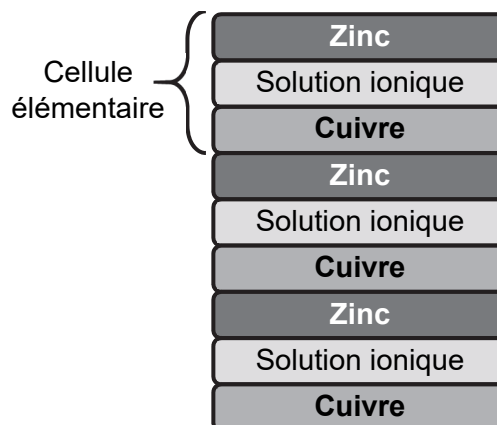 Cellule
élémentaire
Zinc
Solution ionique
Cuivre
Zinc
Solution ionique
Cuivre
Zinc
Solution ionique
Cuivre